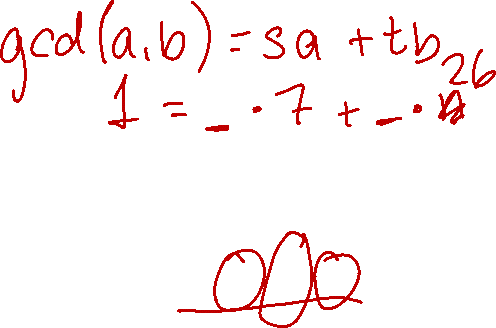 gcd(a,b) = sa + tb
1 = _ · 7 + _ · 26